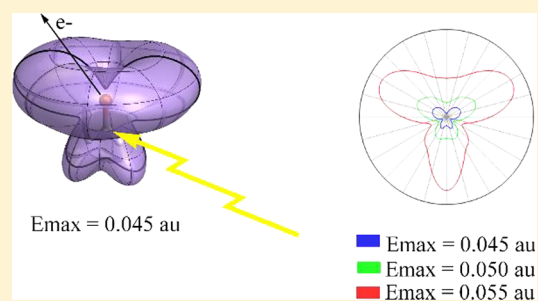 e-
Emax = 0.045 au
Emax = 0.045 au
Emax = 0.050 au
Emax = 0.055 au